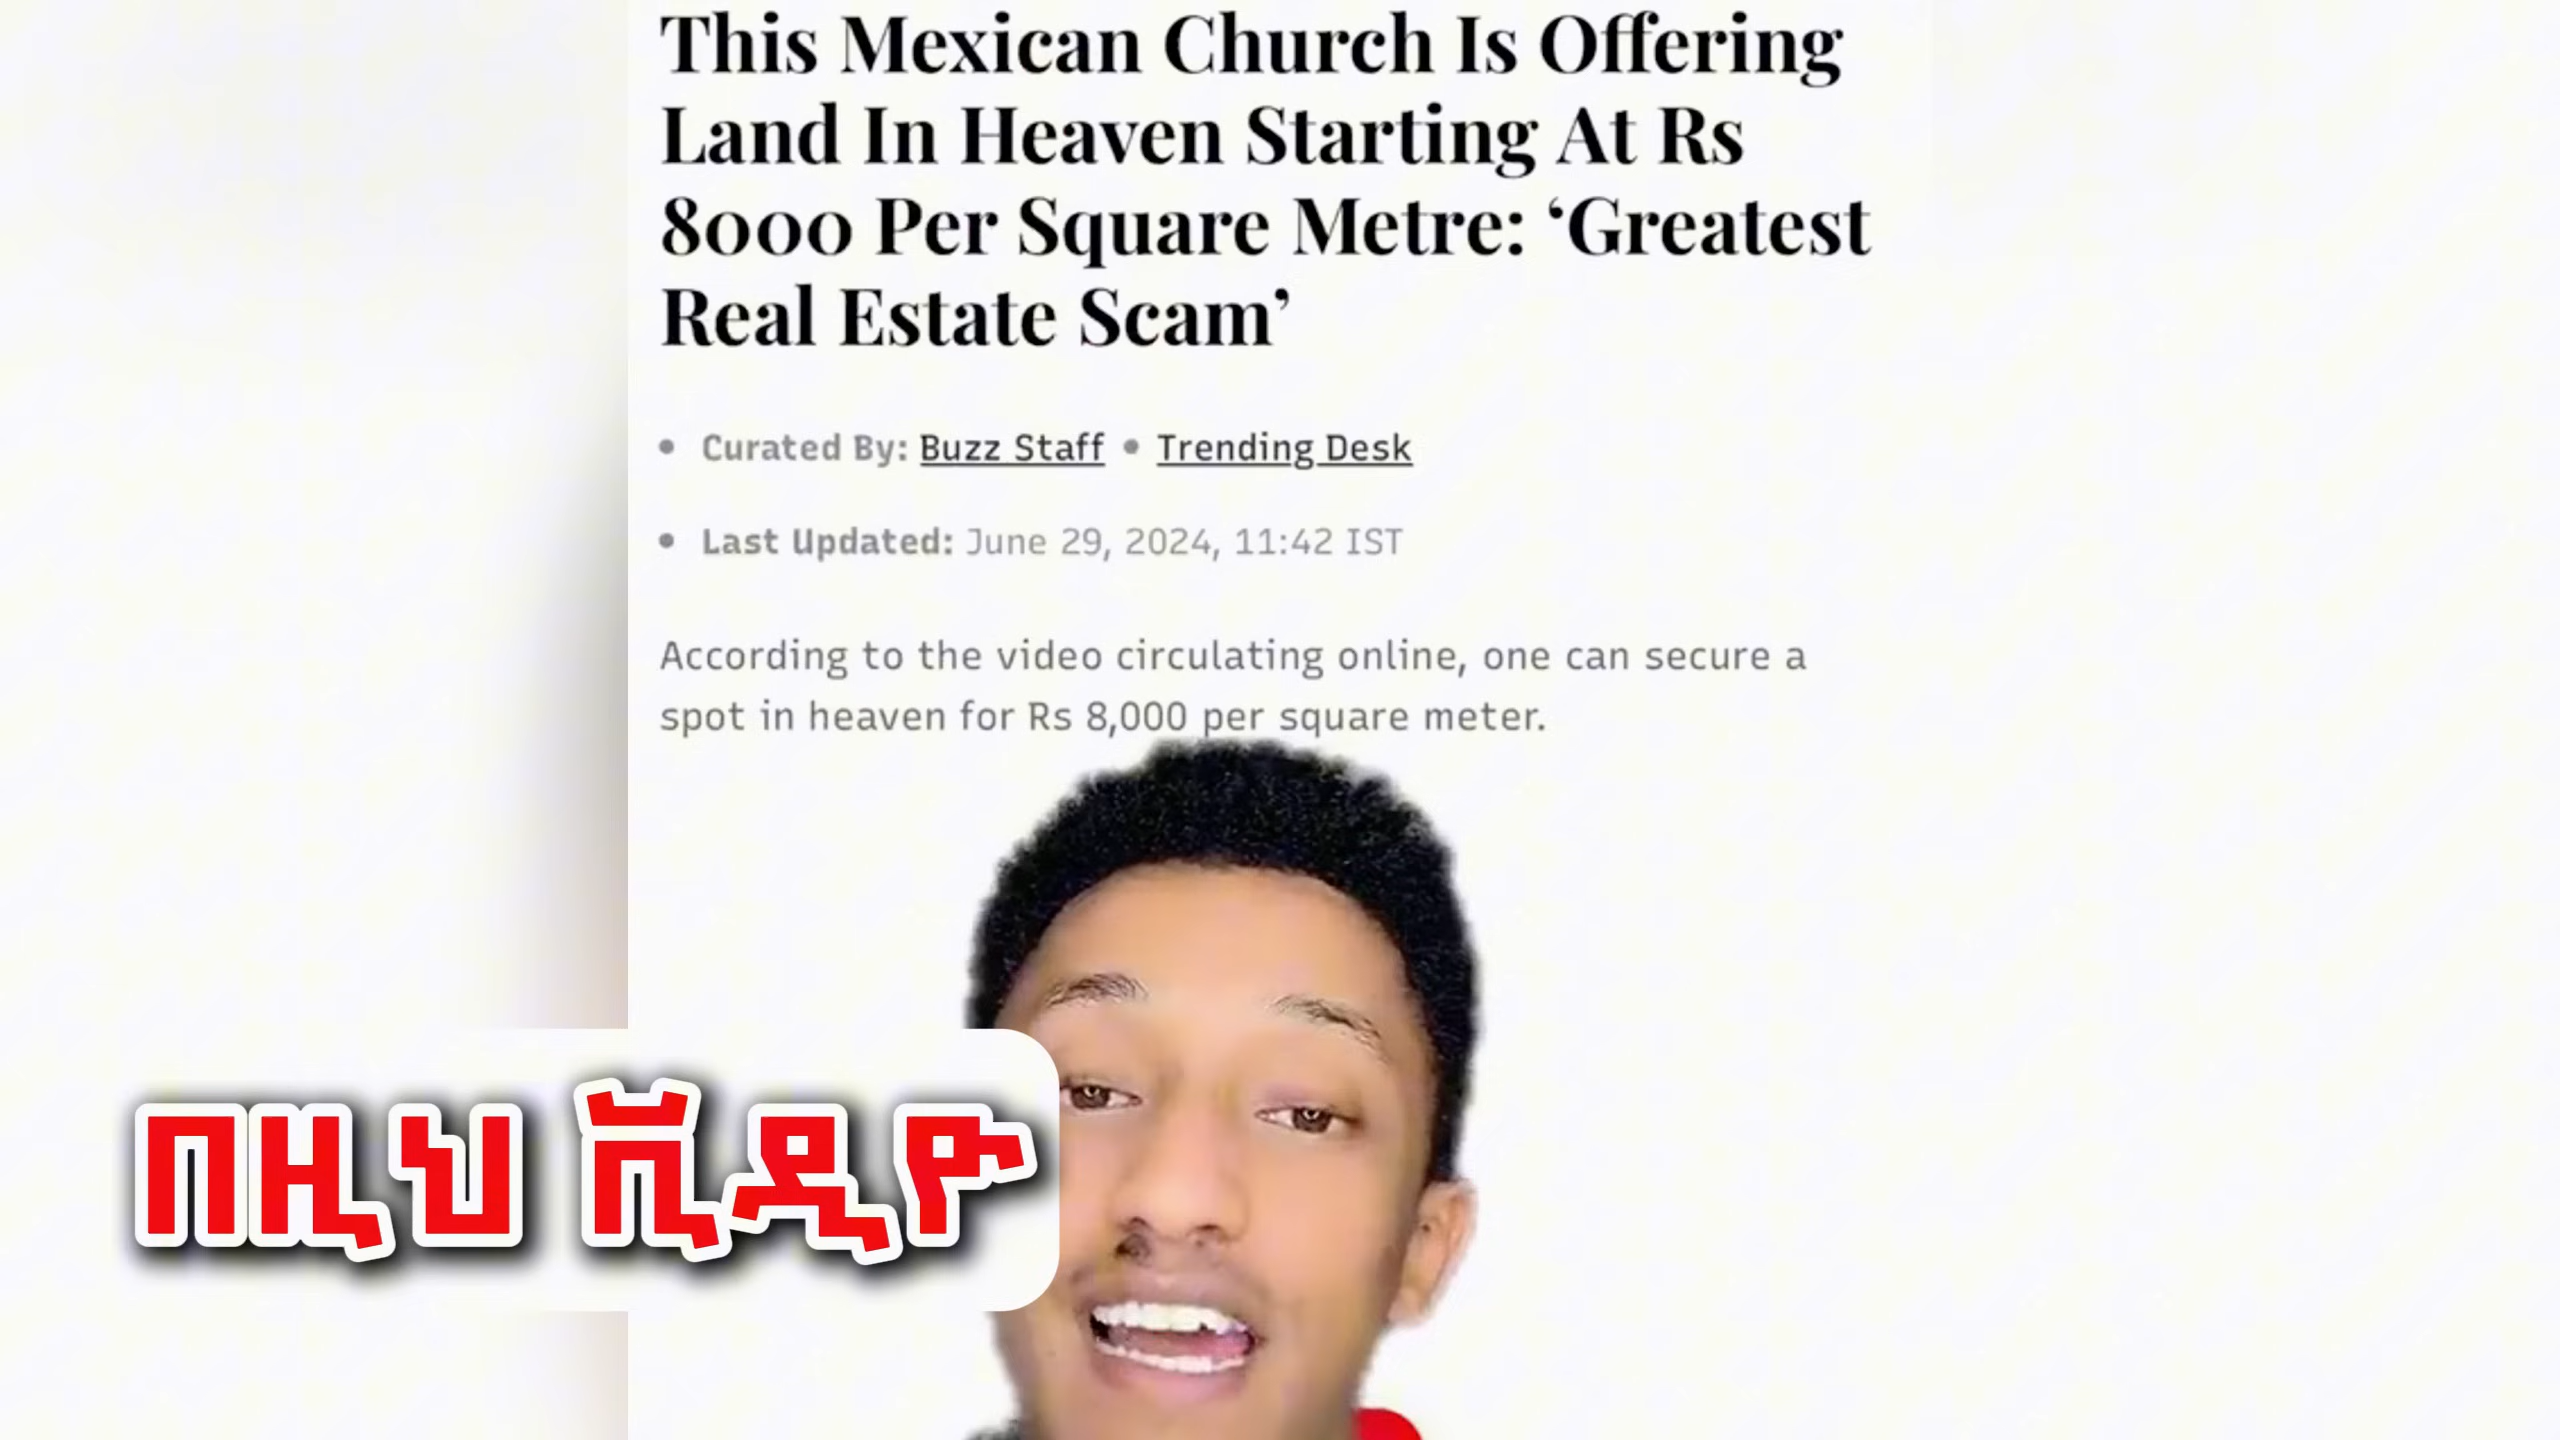 This Mexican Church Is Offering
Land In Heaven Starting At Rs
8000 Per Square Metre: ‘Greatest
Real Estate Scam’
• Curated By: Buzz Staff • Trending Desk
• Last Updated: June 29, 2024, 11:42 IST
According to the video circulating online, one can secure a
spot in heaven for Rs 8,000 per square meter.
በዚህ ቪዲዮ